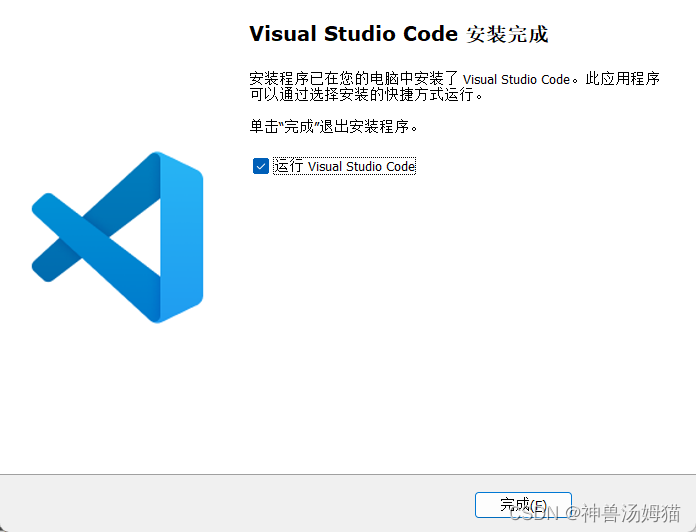 Visual Studio Code 安装完成
安装程序已在您的电脑中安装了 Visual Studio Code。此应用程序
可以通过选择安装的快捷方式运行。
单击“完成”退出安装程序。
运行 Visual Studio Code
完成(F)
CSDN @神兽汤姆猫